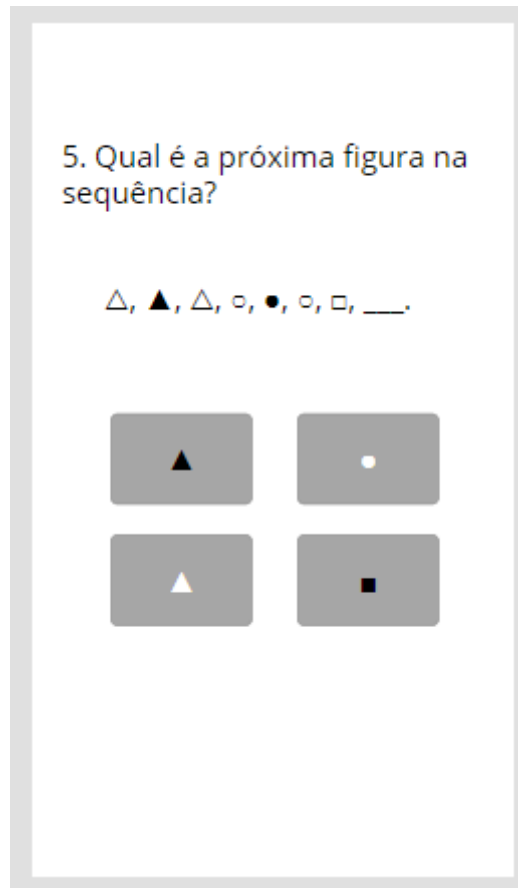 5. Qual é a próxima figura na
sequência?
△, ▲, △, ○, ●, ○, □, ___.
▲
●
▲
■